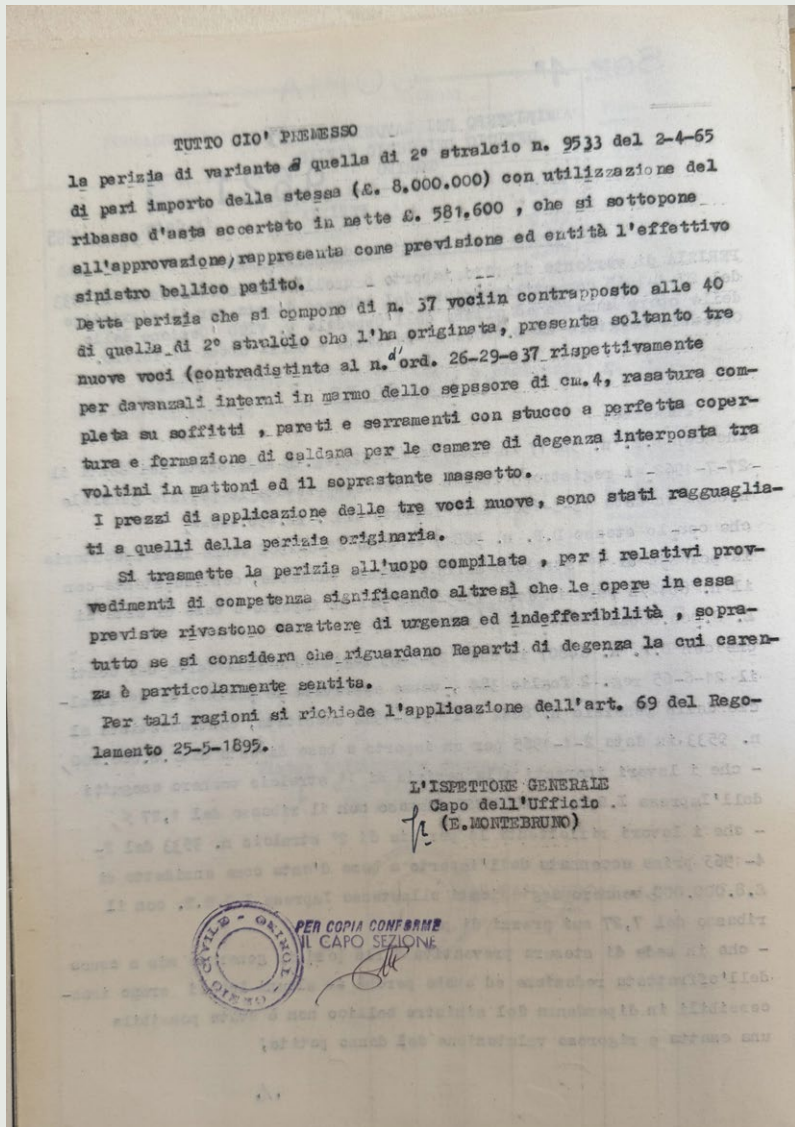 TUTTO CIO' PREMESSO
la perizia di variante a quella di 2° stralcio n. 9533 del 2-4-65
di pari importo della stessa (£. 8.000.000) con utilizzazione del
ribasso d'asta accertato in nette £. 581.600 , che si sottopone
all'approvazione, rappresenta come previsione ed entità l'effettivo
sinistro bellico patito.
Detta perizia che si compone di n. 37 vociin contrapposto alle 40
di quella di 2° stralcio che l'ha originata, presenta soltanto tre
nuove voci (contradistinte al n. d'ord. 26-29-e37 rispettivamente
per davanzali interni in marmo dello sepssore di cm.4, rasatura com-
pleta su soffitti , pareti e serramenti con stucco a perfetta coper-
tura e formazione di caldana per le camere di degenza interposta tra
voltini in mattoni ed il soprastante massetto.
I prezzi di applicazione delle tre voci nuove, sono stati ragguaglia-
ti a quelli della perizia originaria.
Si trasmette la perizia all'uopo compilata , per i relativi prov-
vedimenti di competenza significando altresì che le opere in essa
previste rivestono carattere di urgenza ed indefferibilità , sopra-
tutto se si considera che riguardano Reparti di degenza la cui caren-
za è particolarmente sentita.
Per tali ragioni si richiede l'applicazione dell'art. 69 del Rego-
lamento 25-5-1895.
L'ISPETTORE GENERALE
Capo dell'Ufficio .
(E.MONTEBRUNO)
PER COPIA CONFORME
IL CAPO SEZIONE
CIVILE - TORINO